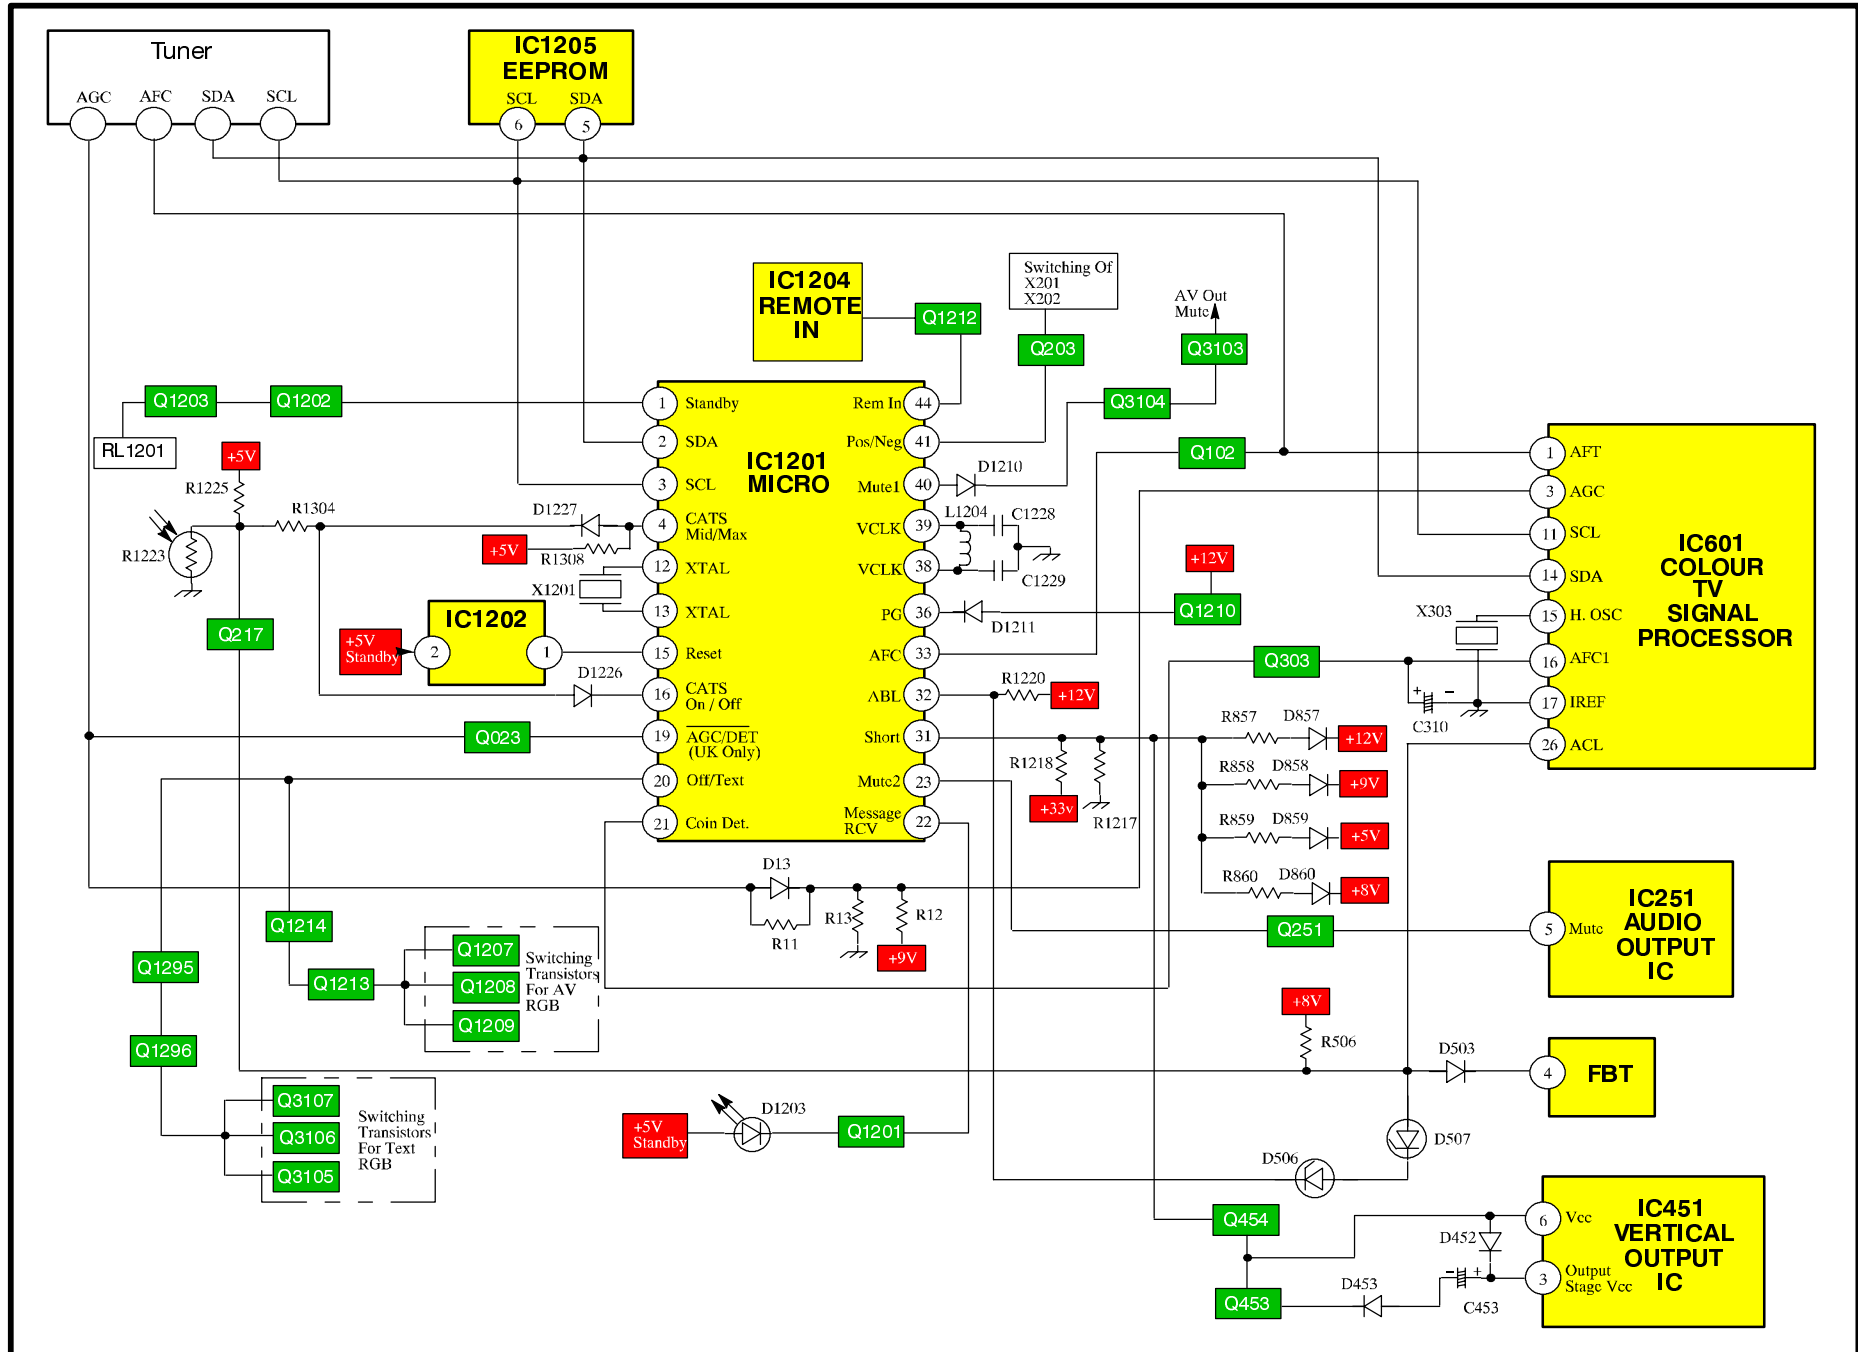 Tuner
AGC AFC SDA SCL
IC1205
EEPROM
SCL SDA
6 5
IC1204
REMOTE
IN
Q1212
Switching Of
X201
X202
Q203
AV Out
Mute
Q3103
Q3104
Q102
Q1203
Q1202
RL1201
+5V
R1225
R1304
R1223
D1227
+5V
R1308
X1201
Q217
IC1202
+5V
Standby
2 1
D1226
Q023
IC1201
MICRO
1 Standby
2 SDA
3 SCL
4 CATS
Mid/Max
12 XTAL
13 XTAL
15 Reset
16 CATS
On / Off
19 AGC/DET
(UK Only)
20 Off/Text
21 Coin Det.
Rem In 44
Pos/Neg 41
Mute1 40
VCLK 39
VCLK 38
PG 36
AFC 33
ABL 32
Short 31
Mute2 23
Message
RCV 22
D1210
L1204
C1228
C1229
+12V
Q1210
D1211
Q303
R1220
+12V
X303
C310
+ -
IC601
COLOUR
TV
SIGNAL
PROCESSOR
1 AFT
3 AGC
11 SCL
14 SDA
15 H. OSC
16 AFC1
17 IREF
26 ACL
R857 D857 +12V
R858 D858 +9V
R859 D859 +5V
R860 D860 +8V
R1218
+33v
R1217
D13
R11
R13
R12
+9V
Q251
IC251
AUDIO
OUTPUT
IC
5 Mute
Q1214
Q1295
Q1213
Q1296
Q1207
Q1208
Q1209
Switching
Transistors
For AV
RGB
Q3107
Q3106
Q3105
Switching
Transistors
For Text
RGB
+5V
Standby
D1203
Q1201
+8V
R506
D503
4 FBT
D507
D506
Q454
Q453
D453
D452
- +
C453
IC451
VERTICAL
OUTPUT
IC
6 Vcc
3 Output
Stage Vcc